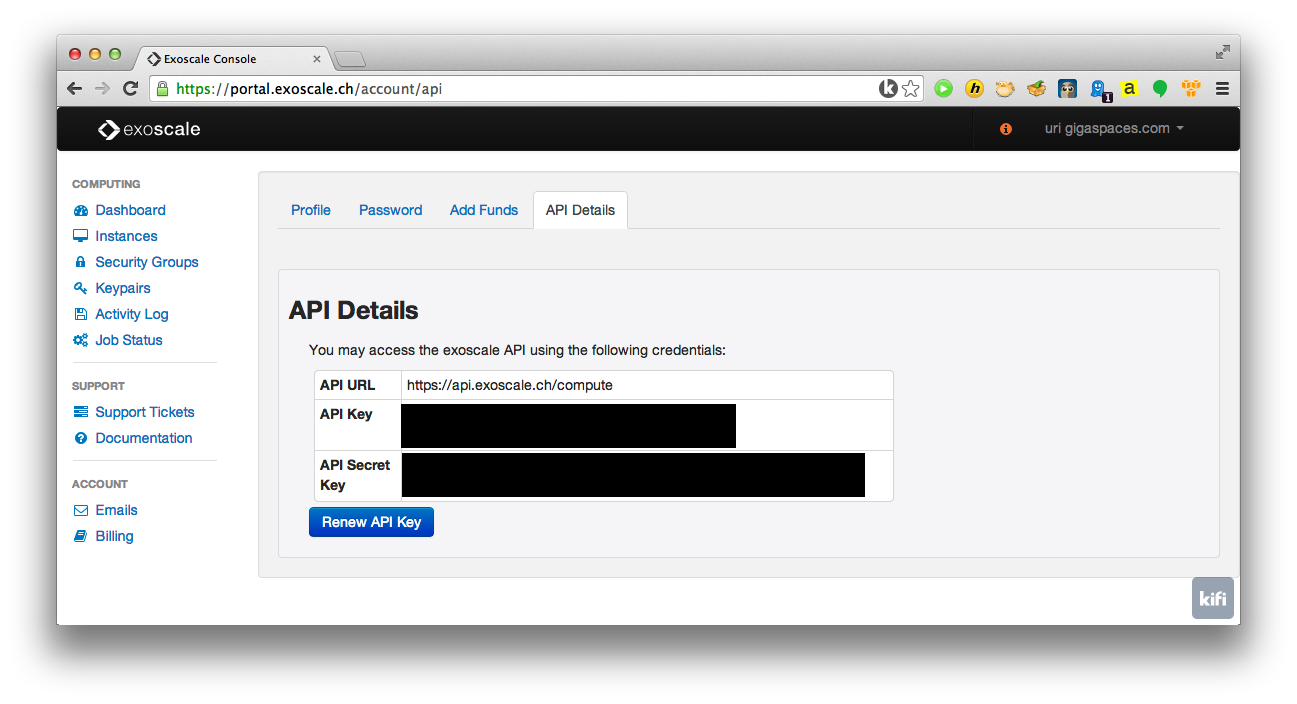 Exoscale Console
https://portal.exoscale.ch/account/api
k
h
1
a
exoscale
uri gigaspaces.com
COMPUTING
Dashboard
Instances
Security Groups
Keypairs
Activity Log
Job Status
SUPPORT
Support Tickets
Documentation
ACCOUNT
Emails
Billing
Profile Password Add Funds API Details
API Details
You may access the exoscale API using the following credentials:
API URL https://api.exoscale.ch/compute
API Key
API Secret
Key
Renew API Key
kifi